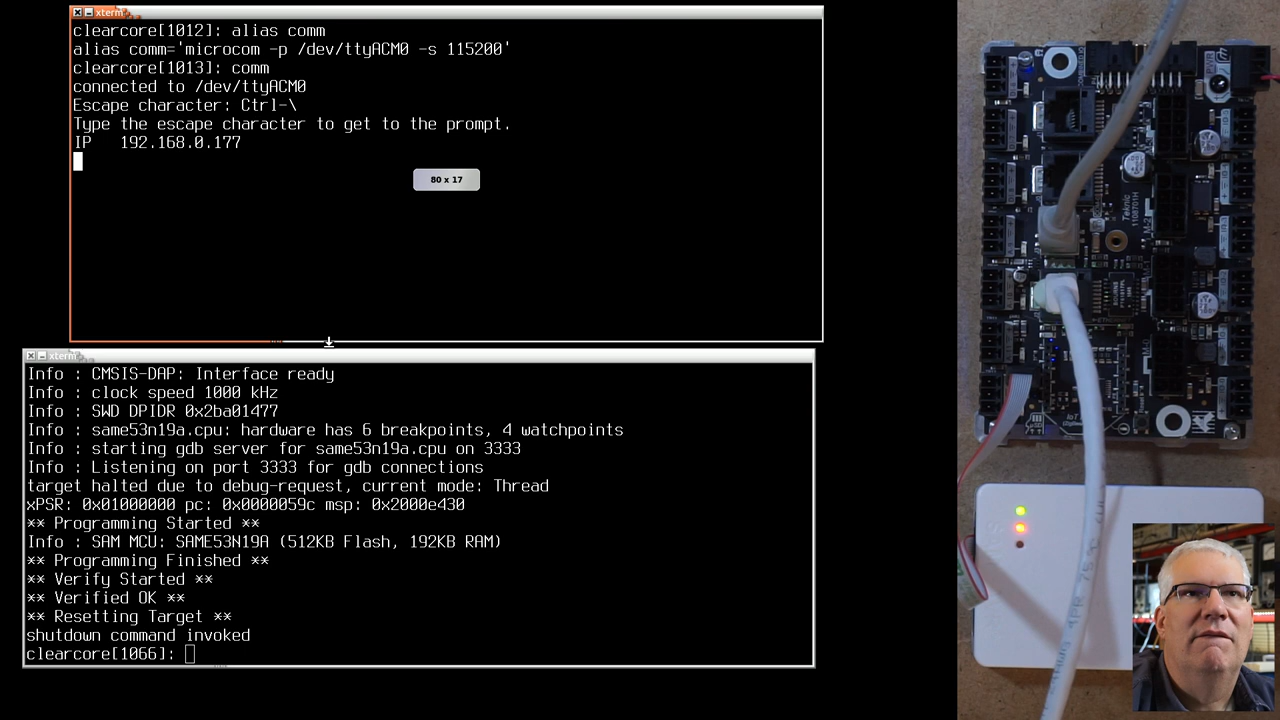 xterm
clearcore[1012]: alias comm
alias comm='microcom -p /dev/ttyACM0 -s 115200'
clearcore[1013]: comm
connected to /dev/ttyACM0
Escape character: Ctrl-\
Type the escape character to get to the prompt.
IP   192.168.0.177
80 x 17
xterm
Info : CMSIS-DAP: Interface ready
Info : clock speed 1000 kHz
Info : SWD DPIDR 0x2ba01477
Info : same53n19a.cpu: hardware has 6 breakpoints, 4 watchpoints
Info : starting gdb server for same53n19a.cpu on 3333
Info : Listening on port 3333 for gdb connections
target halted due to debug-request, current mode: Thread
xPSR: 0x01000000 pc: 0x0000059c msp: 0x2000e430
** Programming Started **
Info : SAM MCU: SAME53N19A (512KB Flash, 192KB RAM)
** Programming Finished **
** Verify Started **
** Verified OK **
** Resetting Target **
shutdown command invoked
clearcore[1066]:
Teknic
M-2
M-0
BOURNS